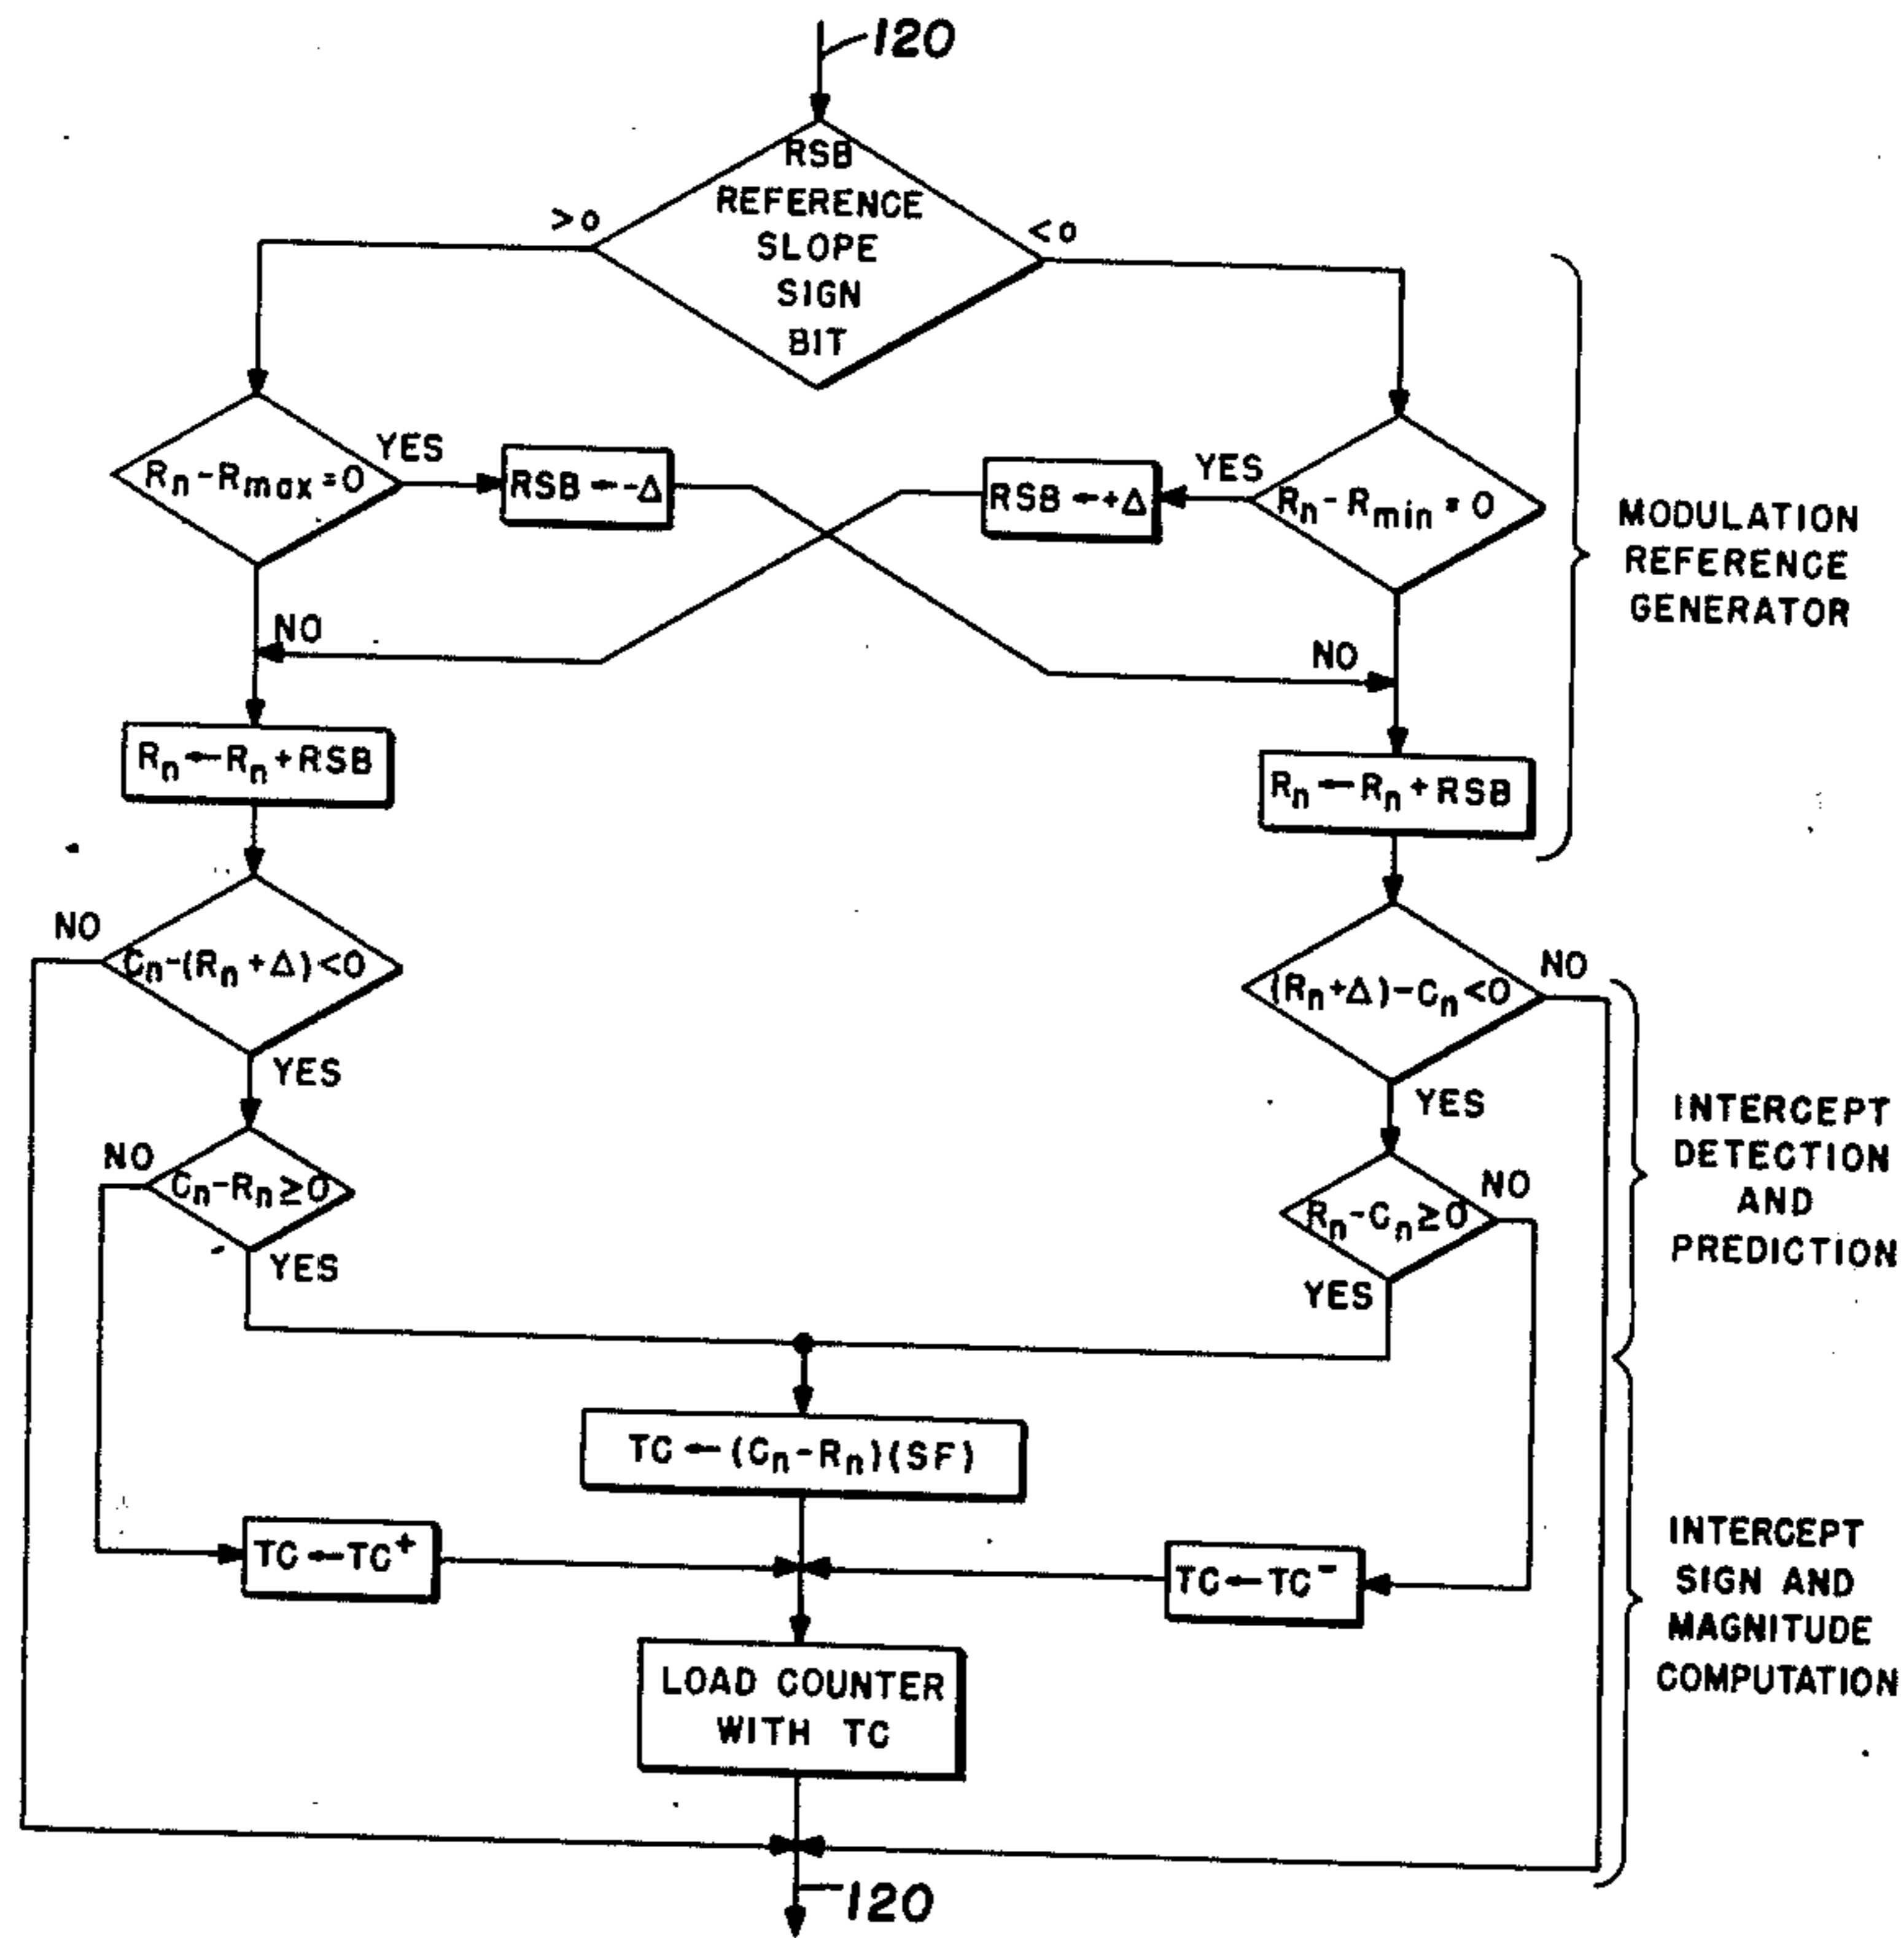 120
RSB
REFERENCE
SLOPE
SIGN
BIT
>0
<0
Rn-Rmax=0
YES
RSB←-Δ
RSB←+Δ
YES
Rn-Rmin=0
MODULATION
REFERENCE
GENERATOR
NO
NO
Rn←Rn+RSB
Rn←Rn+RSB
NO
Cn-(Rn+Δ)<0
YES
(Rn+Δ)-Cn<0
NO
YES
INTERCEPT
DETECTION
AND
PREDICTION
NO
Cn-Rn≥0
YES
Rn-Cn≥0
NO
YES
TC←(Cn-Rn)(SF)
TC←TC+
TC←TC-
INTERCEPT
SIGN AND
MAGNITUDE
COMPUTATION
LOAD COUNTER
WITH TC
120